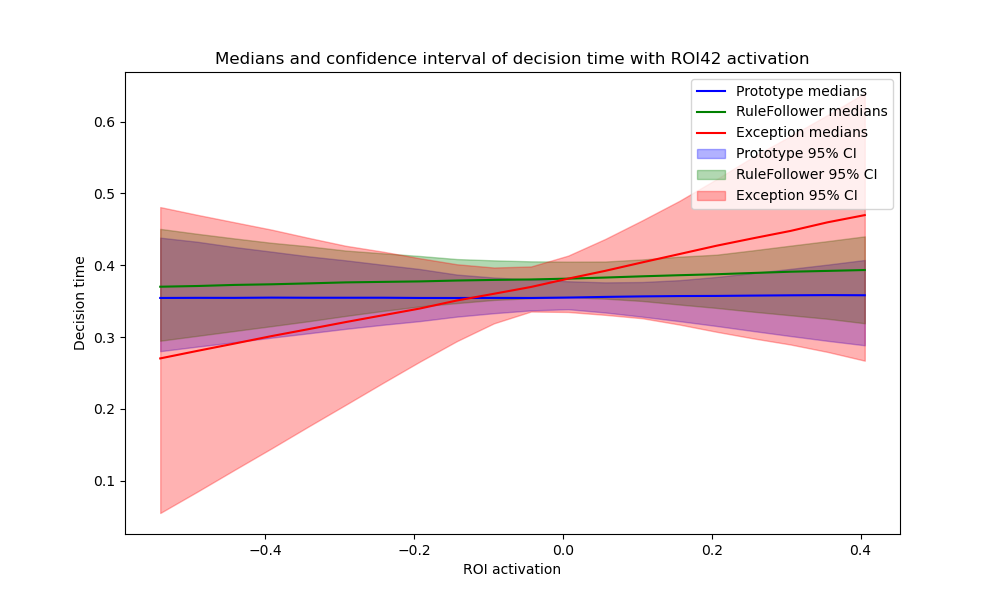 Medians and confidence interval of decision time with ROI42 activation
Prototype medians
RuleFollower medians
Exception medians
Prototype 95% CI
RuleFollower 95% CI
Exception 95% CI
0.6
0.5
0.4
0.3
0.2
0.1
Decision time
−0.4
−0.2
0.0
0.2
0.4
ROI activation